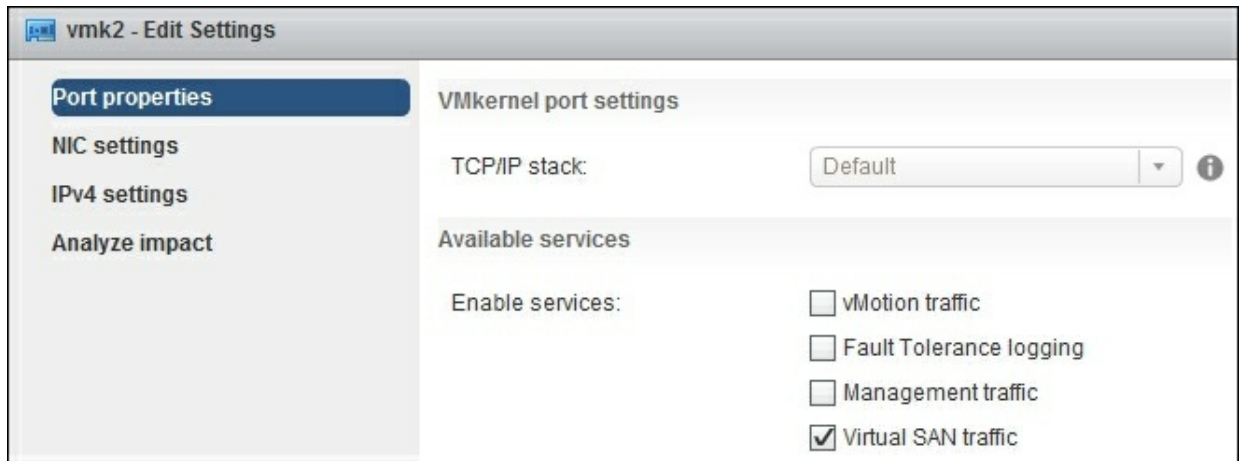 vmk2 - Edit Settings
Port properties
NIC settings
IPv4 settings
Analyze impact
VMkernel port settings
TCP/IP stack: Default
Available services
Enable services: vMotion traffic
Fault Tolerance logging
Management traffic
Virtual SAN traffic